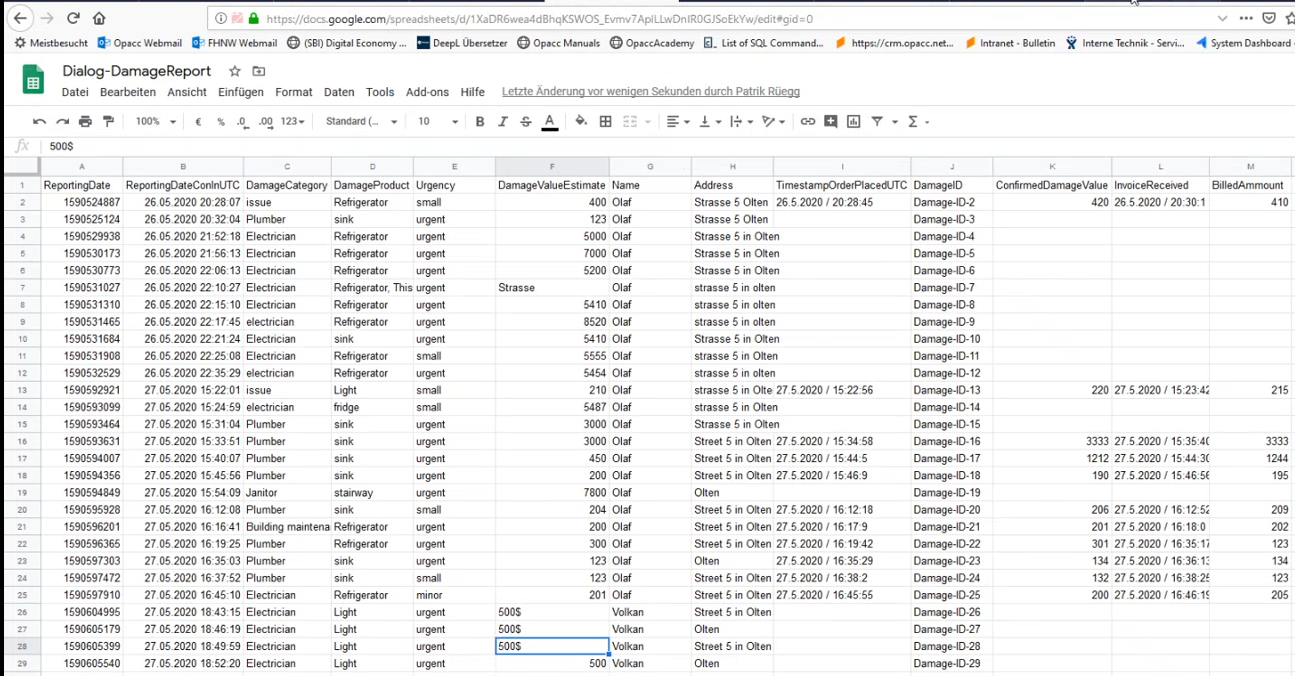 https://docs.google.com/spreadsheets/d/1XaDR6wea4dBhqKSWOS_Evmv7ApiLLwDnIR0GJSoEkYw/edit#gid=0
Meistbesucht Opacc Webmail FHNW Webmail (SBI) Digital Economy ... DeepL Übersetzer Opacc Manuals OpaccAcademy List of SQL Command... https://crm.opacc.net... Intranet - Bulletin Interne Technik - Servi... System Dashboard
Dialog-DamageReport
Datei Bearbeiten Ansicht Einfügen Format Daten Tools Add-ons Hilfe Letzte Änderung vor wenigen Sekunden durch Patrik Rüegg
100% € % .0 .00 123 Standard (... 10 B I S A Σ
fx 500$
A B C D E F G H I J K L M
1 ReportingDate ReportingDateConInUTC DamageCategory DamageProduct Urgency DamageValueEstimate Name Address TimestampOrderPlacedUTC DamageID ConfirmedDamageValue InvoiceReceived BilledAmmount
2 1590524887 26.05.2020 20:28:07 issue Refrigerator small 400 Olaf Strasse 5 Olten 26.5.2020 / 20:28:45 Damage-ID-2 420 26.5.2020 / 20:30:1 410
3 1590525124 26.05.2020 20:32:04 Plumber sink urgent 123 Olaf Strasse 5 Olten Damage-ID-3
4 1590529938 26.05.2020 21:52:18 Electrician Refrigerator urgent 5000 Olaf Strasse 5 in Olten Damage-ID-4
5 1590530173 26.05.2020 21:56:13 Electrician Refrigerator urgent 7000 Olaf Strasse 5 in Olten Damage-ID-5
6 1590530773 26.05.2020 22:06:13 Electrician Refrigerator urgent 5200 Olaf Strasse 5 in Olten Damage-ID-6
7 1590531027 26.05.2020 22:10:27 Electrician Refrigerator, This urgent Strasse Olaf strasse 5 in olten Damage-ID-7
8 1590531310 26.05.2020 22:15:10 Electrician Refrigerator urgent 5410 Olaf strasse 5 in olten Damage-ID-8
9 1590531465 26.05.2020 22:17:45 electrician Refrigerator urgent 8520 Olaf strasse 5 in olten Damage-ID-9
10 1590531684 26.05.2020 22:21:24 Electrician sink urgent 5410 Olaf strasse 5 in Olten Damage-ID-10
11 1590531908 26.05.2020 22:25:08 Electrician Refrigerator small 5555 Olaf strasse 5 in Olten Damage-ID-11
12 1590532529 26.05.2020 22:35:29 electrician Refrigerator urgent 5454 Olaf strasse 5 in olten Damage-ID-12
13 1590592921 27.05.2020 15:22:01 issue Light small 210 Olaf strasse 5 in Olte 27.5.2020 / 15:22:56 Damage-ID-13 220 27.5.2020 / 15:23:42 215
14 1590593099 27.05.2020 15:24:59 electrician fridge small 5487 Olaf strasse 5 in Olten Damage-ID-14
15 1590593464 27.05.2020 15:31:04 Plumber sink small 3000 Olaf Strasse 5 in Olten Damage-ID-15
16 1590593631 27.05.2020 15:33:51 Plumber sink urgent 3000 Olaf Street 5 in Olten 27.5.2020 / 15:34:58 Damage-ID-16 3333 27.5.2020 / 15:35:40 3333
17 1590594007 27.05.2020 15:40:07 Plumber sink urgent 450 Olaf Street 5 in Olten 27.5.2020 / 15:44:5 Damage-ID-17 1212 27.5.2020 / 15:44:30 1244
18 1590594356 27.05.2020 15:45:56 Plumber sink urgent 200 Olaf Street 5 in Olten 27.5.2020 / 15:46:9 Damage-ID-18 190 27.5.2020 / 15:46:56 195
19 1590594849 27.05.2020 15:54:09 Janitor stairway urgent 7800 Olaf Olten Damage-ID-19
20 1590595928 27.05.2020 16:12:08 Plumber sink small 204 Olaf Street 5 in Olten 27.5.2020 / 16:12:18 Damage-ID-20 206 27.5.2020 / 16:12:52 209
21 1590596201 27.05.2020 16:16:41 Building maintena Refrigerator urgent 200 Olaf Street 5 in Olten 27.5.2020 / 16:17:9 Damage-ID-21 201 27.5.2020 / 16:18:0 202
22 1590596365 27.05.2020 16:19:25 Plumber Refrigerator urgent 300 Olaf Street 5 in Olten 27.5.2020 / 16:19:42 Damage-ID-22 301 27.5.2020 / 16:35:17 123
23 1590597303 27.05.2020 16:35:03 Plumber sink urgent 123 Olaf Olten 27.5.2020 / 16:35:29 Damage-ID-23 134 27.5.2020 / 16:36:13 134
24 1590597472 27.05.2020 16:37:52 Plumber sink small 123 Olaf Street 5 in Olten 27.5.2020 / 16:38:2 Damage-ID-24 132 27.5.2020 / 16:38:25 123
25 1590597910 27.05.2020 16:45:10 Electrician Refrigerator minor 201 Olaf Street 5 in Olten 27.5.2020 / 16:45:55 Damage-ID-25 200 27.5.2020 / 16:46:19 205
26 1590604995 27.05.2020 18:43:15 Electrician Light urgent 500$ Volkan Street 5 in Olten Damage-ID-26
27 1590605179 27.05.2020 18:46:19 Electrician Light urgent 500$ Volkan Olten Damage-ID-27
28 1590605399 27.05.2020 18:49:59 Electrician Light urgent 500$ Volkan Street 5 in Olten Damage-ID-28
29 1590605540 27.05.2020 18:52:20 Electrician Light urgent 500 Volkan Olten Damage-ID-29